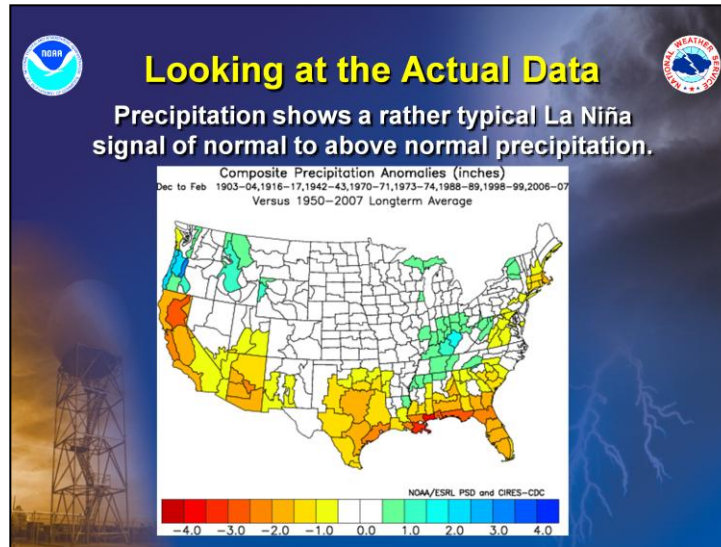 NOAA
Looking at the Actual Data
NATIONAL WEATHER SERVICE
Precipitation shows a rather typical La Niña
signal of normal to above normal precipitation.
Composite Precipitation Anomalies (inches)
Dec to Feb 1903-04,1916-17,1942-43,1970-71,1973-74,1988-89,1998-99,2006-07
Versus 1950-2007 Longterm Average
NOAA/ESRL PSD and CIRES-CDC
-4.0 -3.0 -2.0 -1.0 0.0 1.0 2.0 3.0 4.0